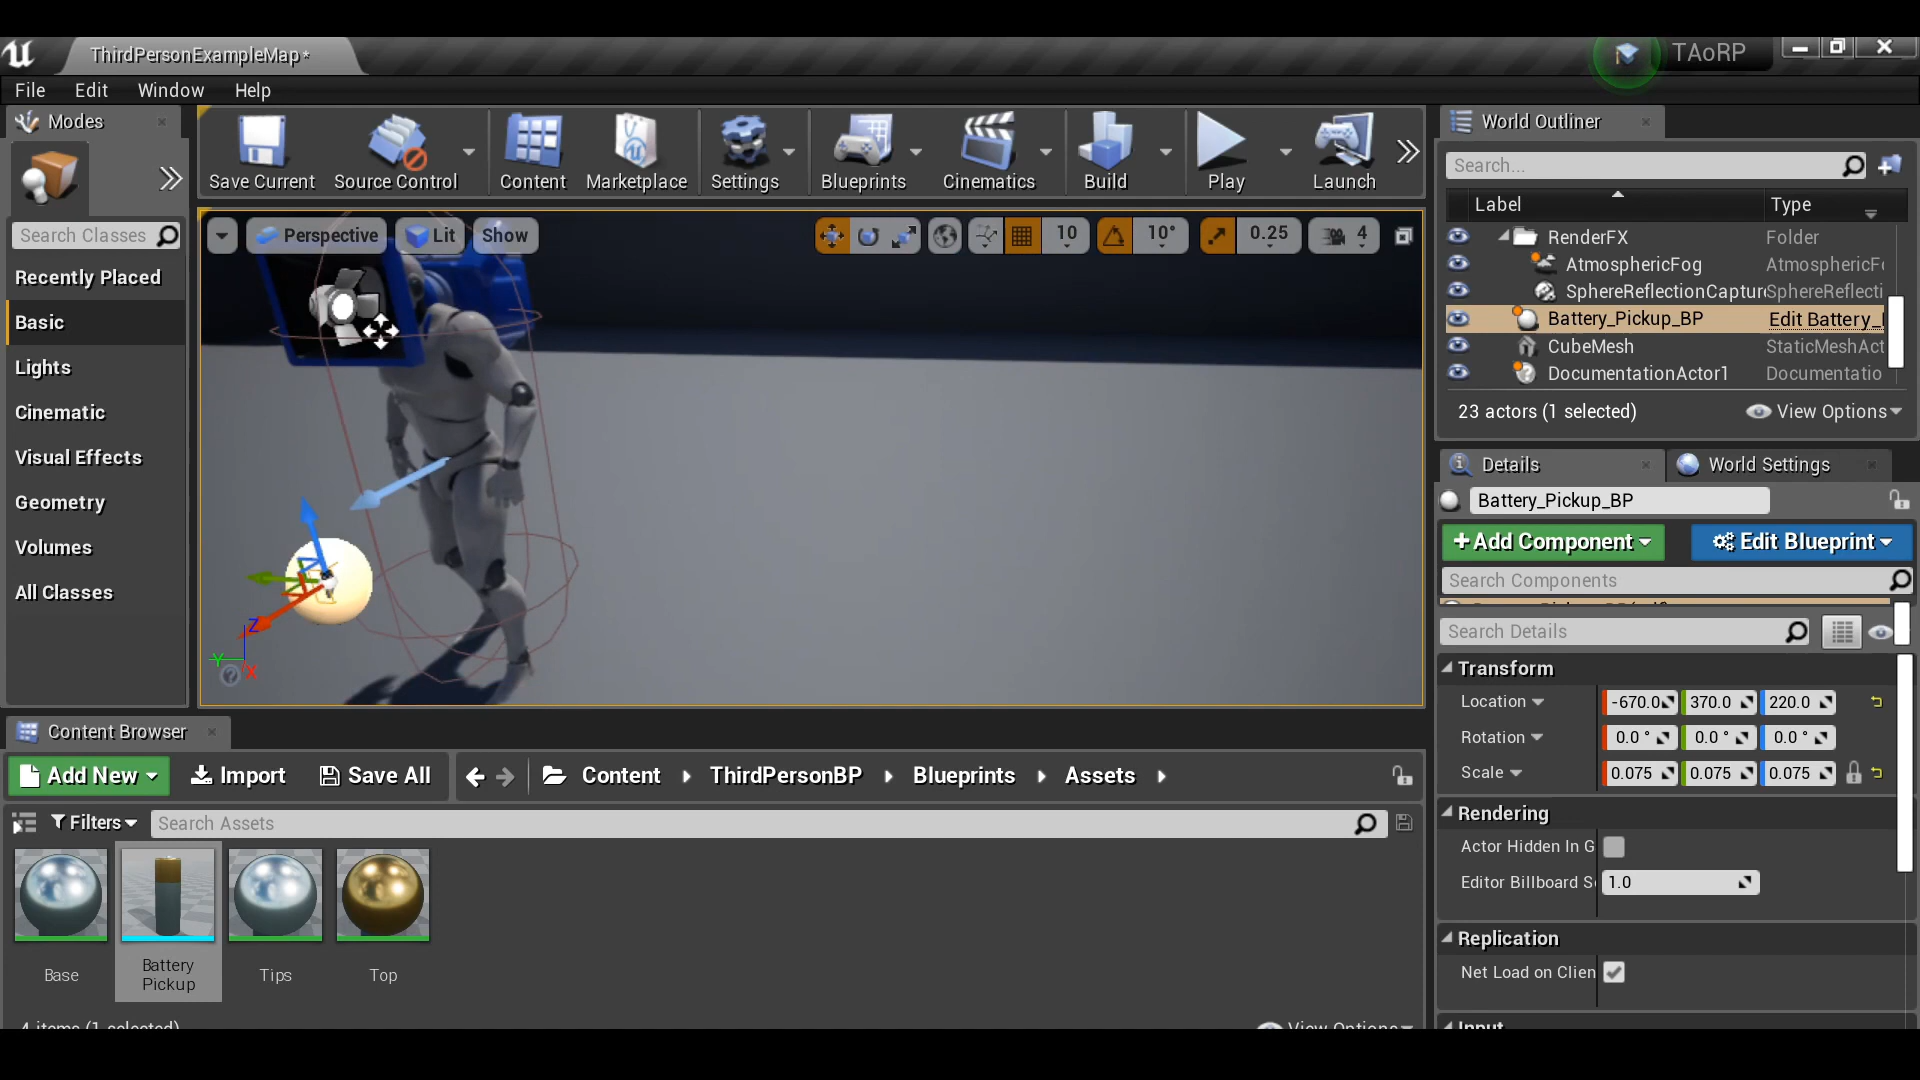 ThirdPersonExampleMap*
TAoRP
File Edit Window Help
Modes
Search Classes
Recently Placed
Basic
Lights
Cinematic
Visual Effects
Geometry
Volumes
All Classes
Save Current
Source Control
Content
Marketplace
Settings
Blueprints
Cinematics
Build
Play
Launch
Perspective
Lit
Show
10
10°
0.25
4
Z
Y
X
World Outliner
Search...
Label Type
RenderFX Folder
AtmosphericFog AtmosphericF
SphereReflectionCaptur SphereReflecti
Battery_Pickup_BP Edit Battery_
CubeMesh StaticMeshAct
DocumentationActor1 Documentatio
23 actors (1 selected) View Options
Details
World Settings
Battery_Pickup_BP
+Add Component
Edit Blueprint
Search Components
Search Details
Transform
Location -670.0 370.0 220.0
Rotation 0.0 ° 0.0 ° 0.0 °
Scale 0.075 0.075 0.075
Rendering
Actor Hidden In G
Editor Billboard S
1.0
Replication
Net Load on Clien
Input
Content Browser
Add New Import Save All Content ThirdPersonBP Blueprints Assets
Filters Search Assets
Base
Battery
Pickup
Tips
Top
4 items (1 selected)
View Options